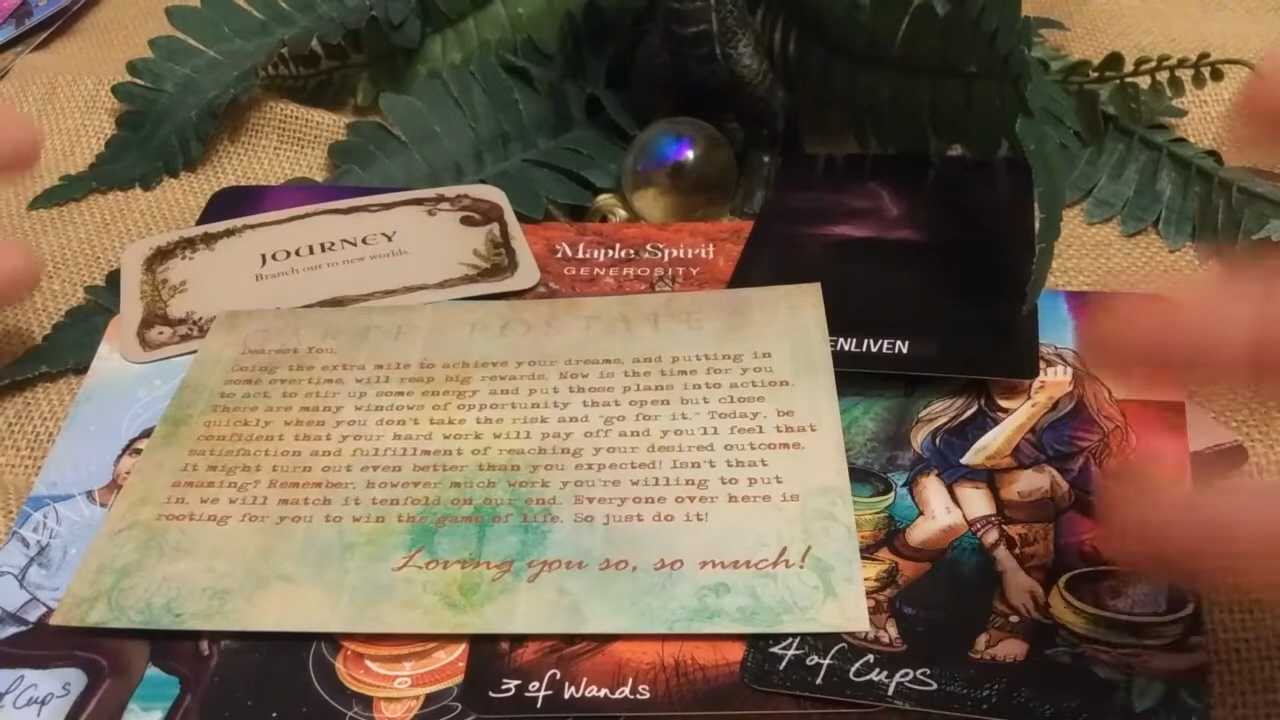 JOURNEY
Branch out to new worlds.
Maple Spirit
GENEROSITY
ENLIVEN
CARTE POSTALE
Dearest You,
Going the extra mile to achieve your dreams, and putting in
some overtime, will reap big rewards. Now is the time for you
to act, to stir up some energy and put those plans into action.
There are many windows of opportunity that open but close
quickly when you don't take the risk and "go for it." Today, be
confident that your hard work will pay off and you'll feel that
satisfaction and fulfillment of reaching your desired outcome.
It might turn out even better than you expected! Isn't that
amazing? Remember, however much work you're willing to put
in, we will match it tenfold on our end. Everyone over here is
rooting for you to win the game of life. So just do it!
Loving you so, so much!
Cups
3 of Wands
4 of Cups